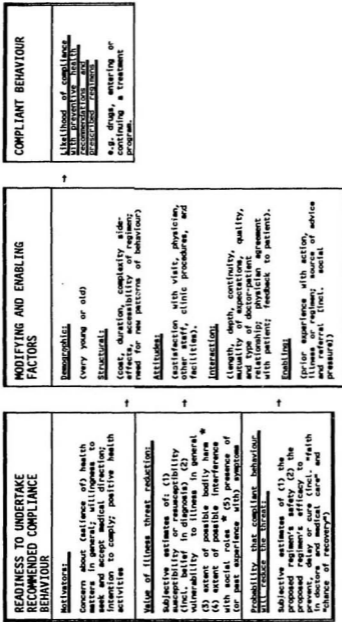 READINESS TO UNDERTAKE
RECOMMENDED COMPLIANCE
BEHAVIOUR
Motivators:
Concern about (salience of) health
matters in general; willingness to
seek and accept medical direction;
intention to comply; positive health
activities
Value of illness threat reduction:
Subjective estimates of: (1)
susceptibility or resusceptibility
(incl. belief in diagnosis) (2)
vulnerability to illness in general
(3) extent of possible bodily harm *
(4) extent of possible interference
with social roles * (5) presence of
(or past experience with) symptoms
Probability that compliant behaviour
will reduce the threat:
Subjective estimates of (1) the
proposed regimen's safety (2) the
proposed regimen's efficacy to
prevent, delay or cure (incl. "faith
in doctors and medical care" and
"chance of recovery")
MODIFYING AND ENABLING
FACTORS
Demographic:
(very young or old)
Structural:
(cost, duration, complexity side-
effects, accessibility of regimen;
need for new patterns of behaviour)
Attitudes:
(satisfaction with visit, physician,
other staff, clinic procedures, and
facilities).
Interaction:
(length, depth, continuity,
mutuality of expectations, quality,
and type of doctor-patient
relationship; physician agreement
with patient; feedback to patient).
Enabling:
(prior experience with action,
illness or regimen; source of advice
and referral (incl. social
pressure)
COMPLIANT BEHAVIOUR
Likelihood of compliance
with preventive health
recommendations and
prescribed regimens
e.g. drugs, entering or
continuing a treatment
program.